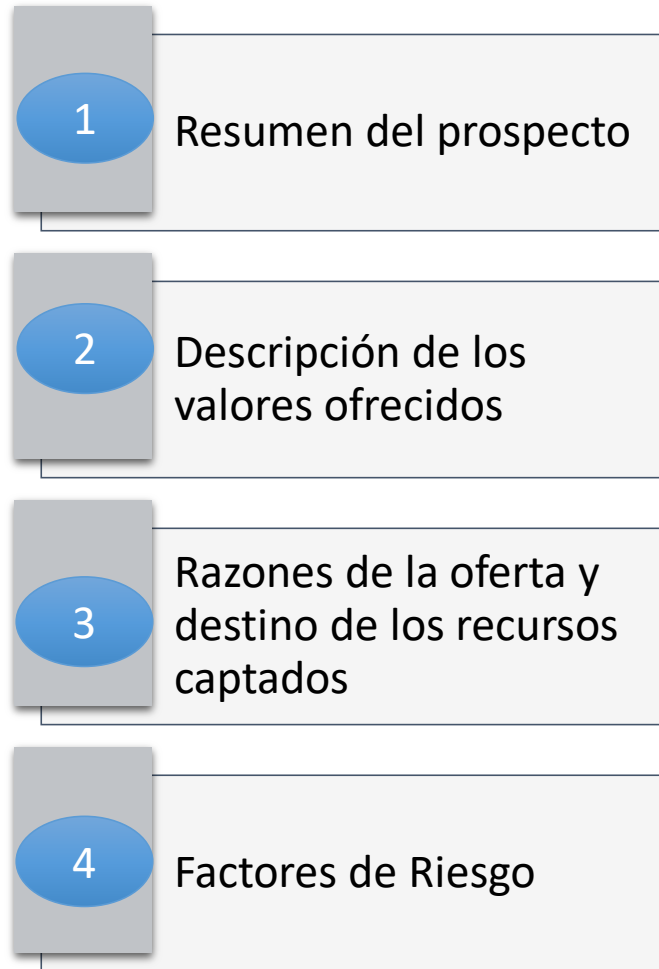 1
Resumen del prospecto
2
Descripción de los
valores ofrecidos
3
Razones de la oferta y
destino de los recursos
captados
4
Factores de Riesgo